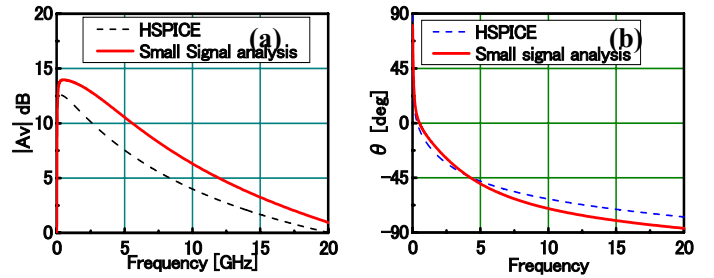 HSPICE
Small Signal analysis
(a)
|Av| dB
20
15
10
5
0
0 5 10 15 20
Frequency [GHz]
HSPICE
Small signal analysis
(b)
θ [deg]
90
45
0
−45
−90
0 5 10 15 20
Frequency